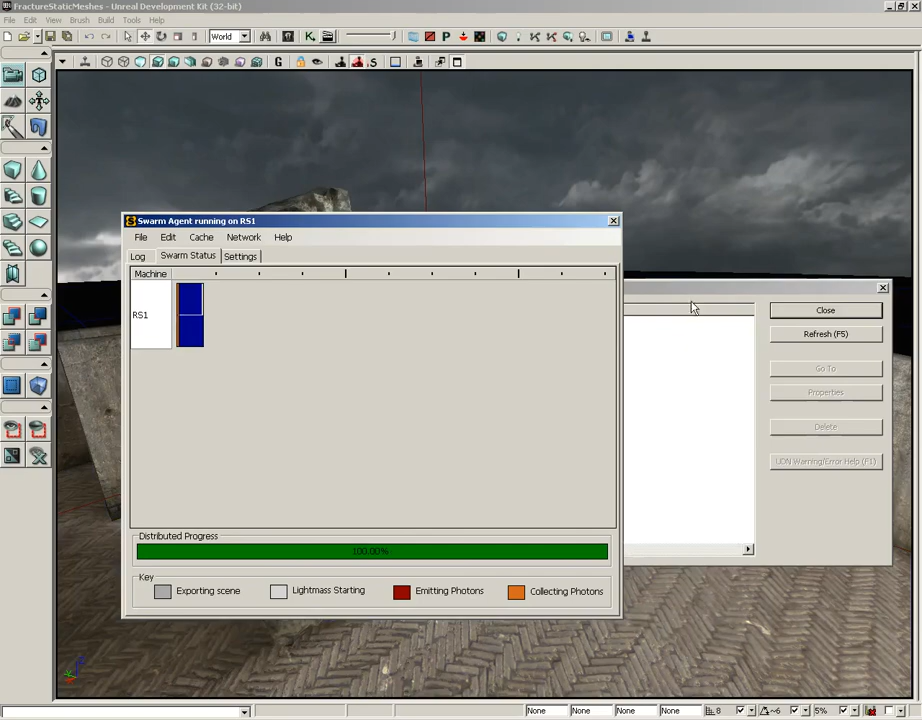 FractureStaticMeshes - Unreal Development Kit (32-bit)
File Edit View Brush Build Tools Help
World
Swarm Agent running on RS1
File Edit Cache Network Help
Log Swarm Status Settings
Machine
RS1
Close
Refresh (F5)
Go To
Properties
Delete
UDN Warning/Error Help (F1)
Distributed Progress
100.00%
Key
Exporting scene Lightmass Starting Emitting Photons Collecting Photons
None None None None 8 6 5%